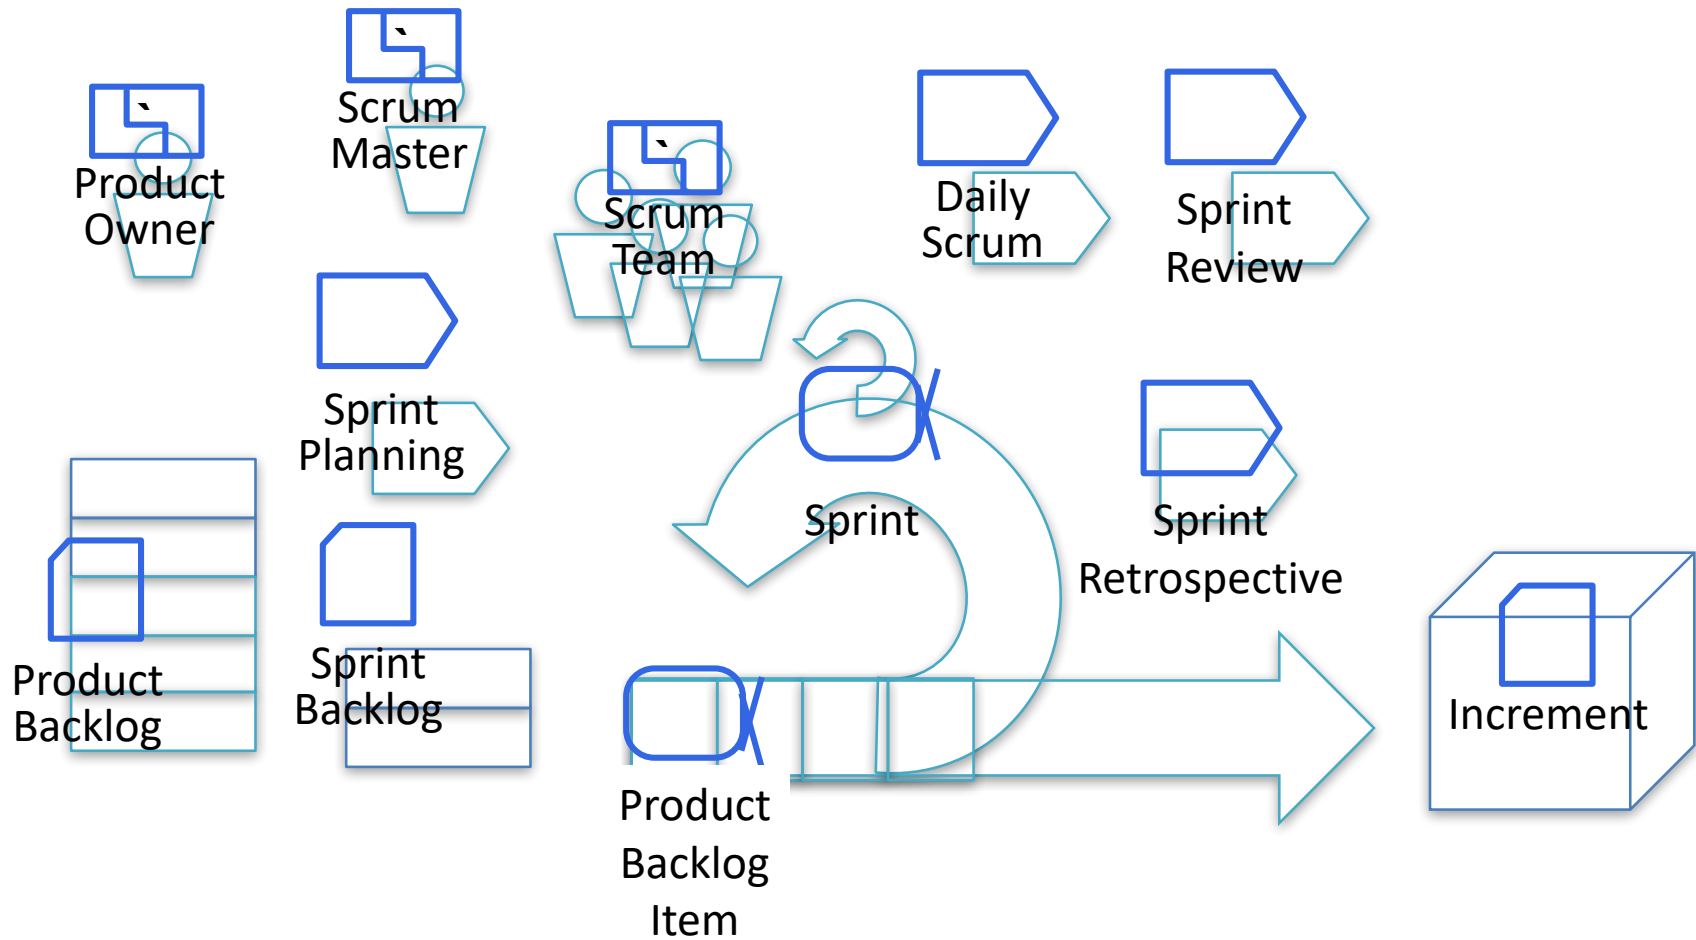 Scrum
Master
Product
Owner
Scrum
Team
Daily
Scrum
Sprint
Review
Sprint
Planning
Sprint
Sprint
Retrospective
Product
Backlog
Sprint
Backlog
Increment
Product
Backlog
Item